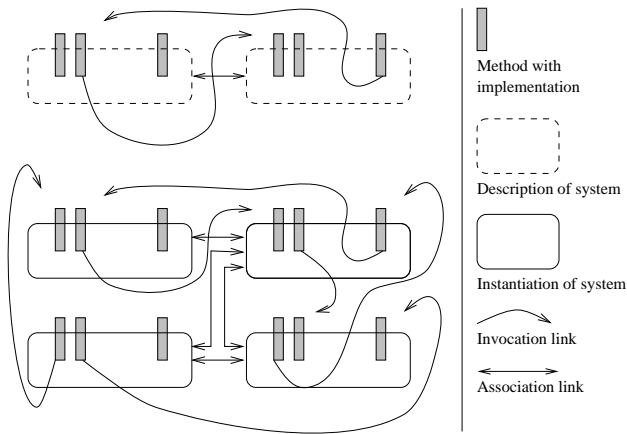 Method with
implementation
Description of system
Instantiation of system
Invocation link
Association link